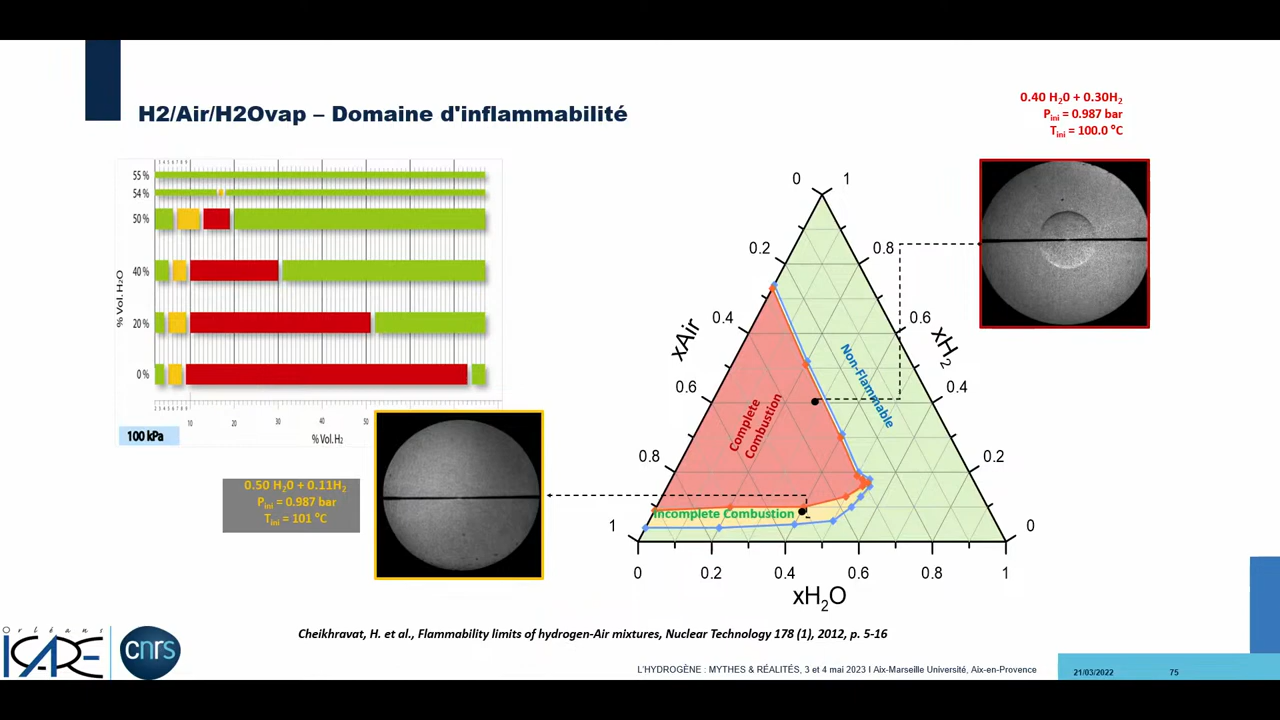 H2/Air/H2Ovap – Domaine d'inflammabilité
0.40 H₂0 + 0.30H₂
Pini = 0.987 bar
Tini = 100.0 °C
55 %
54 %
50 %
40 %
20 %
0 %
% Vol. H₂O
10
20
30
40
50
% Vol. H₂
100 kPa
0.50 H₂0 + 0.11H₂
Pini = 0.987 bar
Tini = 101 °C
0
1
0.2
0.8
0.4
0.6
xAir
xH₂
0.6
0.4
0.8
0.2
1
0
Non-Flammable
Complete
Combustion
Incomplete Combustion
0
0.2
0.4
0.6
0.8
1
xH₂O
Cheikhravat, H. et al., Flammability limits of hydrogen-Air mixtures, Nuclear Technology 178 (1), 2012, p. 5-16
Orléans
ICARE
cnrs
L'HYDROGÈNE : MYTHES & RÉALITÉS, 3 et 4 mai 2023 I Aix-Marseille Université, Aix-en-Provence
21/03/2022
75